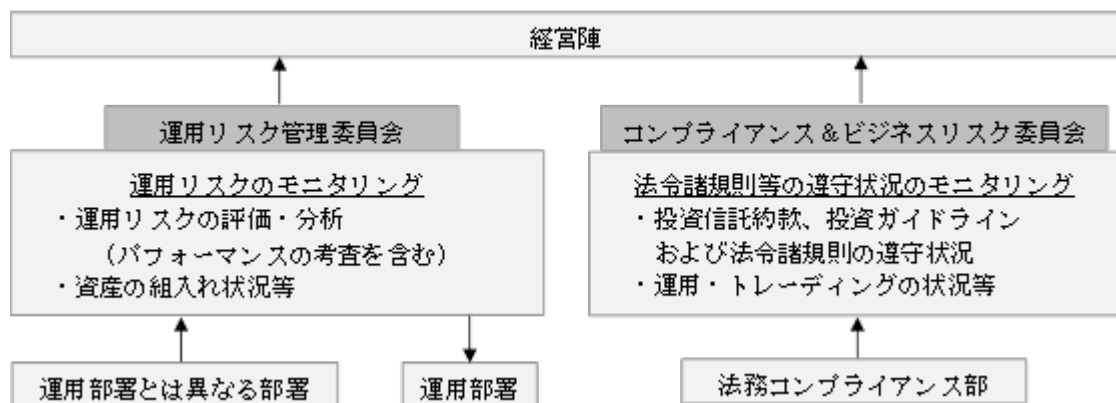 経営陣
運用リスク管理委員会
運用リスクのモニタリング
・運用リスクの評価・分析
（パフォーマンスの考査を含む）
・資産の組入れ状況等
運用部署とは異なる部署
運用部署
コンプライアンス＆ビジネスリスク委員会
法令諸規則等の遵守状況のモニタリング
・投資信託約款、投資ガイドライン
および法令諸規則の遵守状況
・運用・トレーディングの状況等
法務コンプライアンス部